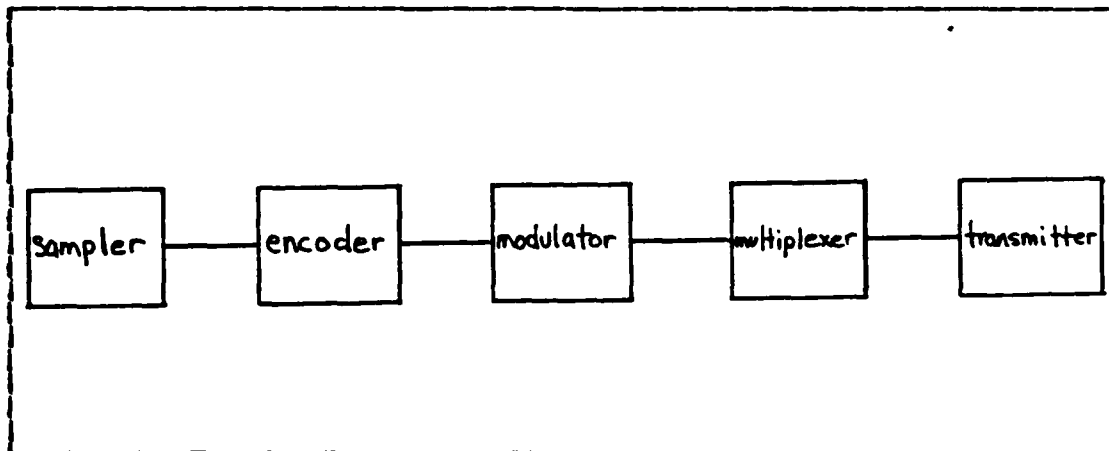 sampler
encoder
modulator
multiplexer
transmitter